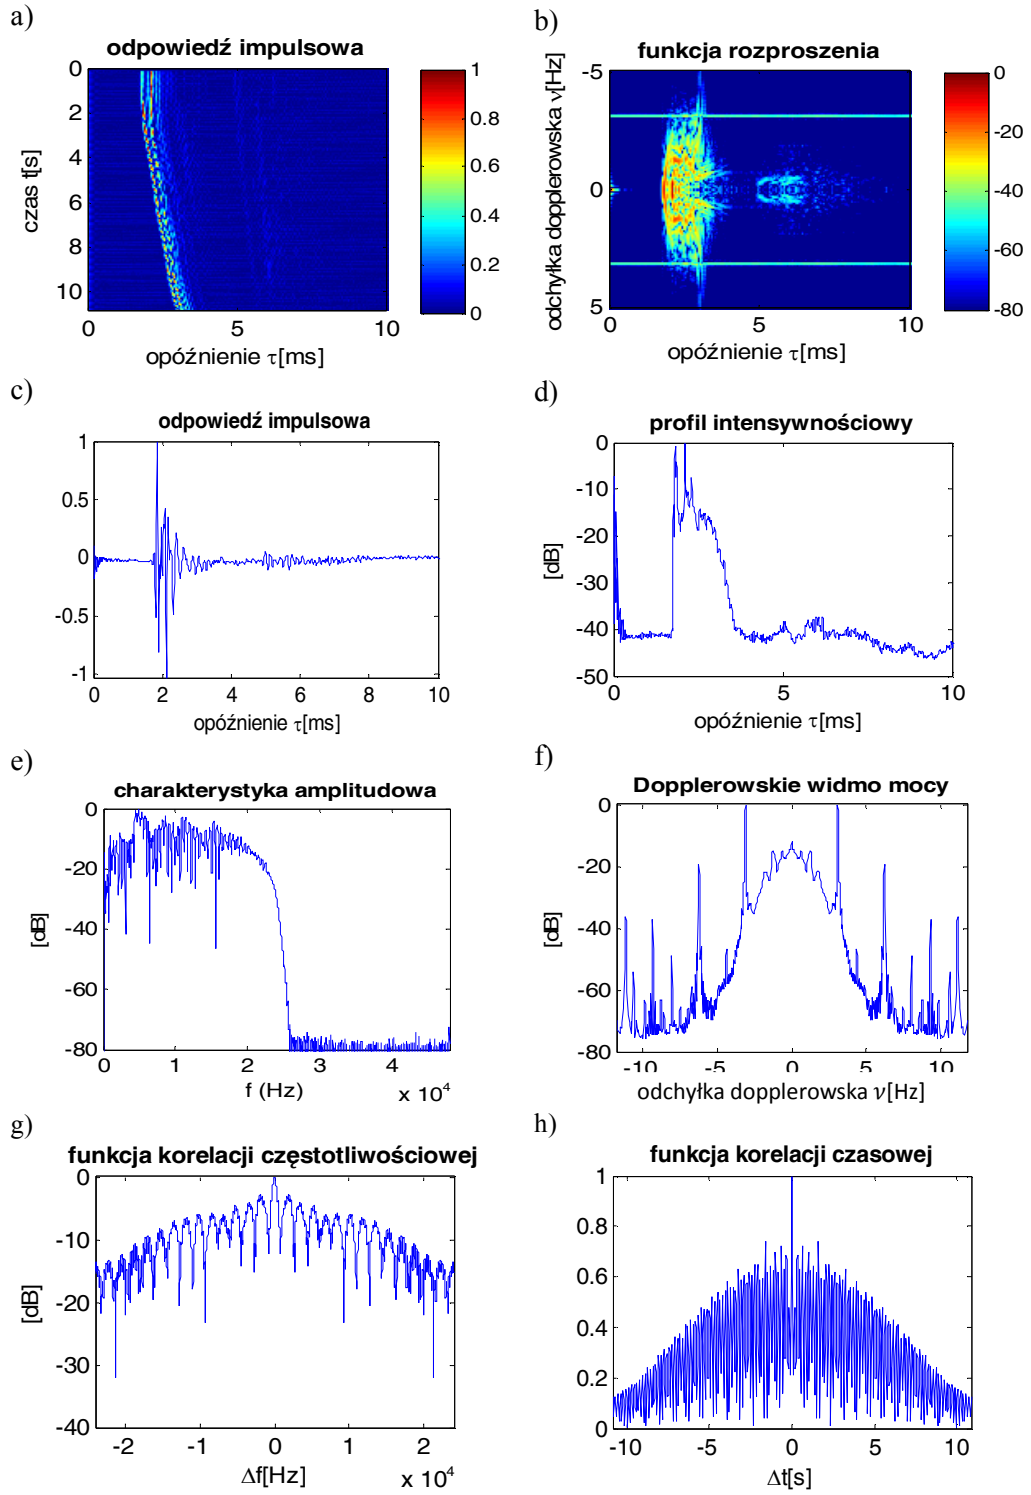 a)
odpowiedź impulsowa
0
2
4
6
8
10
czas t[s]
0
5
10
opóźnienie τ[ms]
1
0.8
0.6
0.4
0.2
0
b)
funkcja rozproszenia
-5
0
5
odchyłka dopplerowska ν[Hz]
0
5
10
opóźnienie τ[ms]
0
-20
-40
-60
-80
c)
odpowiedź impulsowa
1
0.5
0
-0.5
-1
0
2
4
6
8
10
opóźnienie τ[ms]
d)
profil intensywnościowy
0
-10
-20
-30
-40
-50
[dB]
0
5
10
opóźnienie τ[ms]
e)
charakterystyka amplitudowa
0
-20
-40
-60
-80
[dB]
0
1
2
3
4
f (Hz)
x 10^4
f)
Dopplerowskie widmo mocy
0
-20
-40
-60
-80
[dB]
-10
-5
0
5
10
odchyłka dopplerowska ν[Hz]
g)
funkcja korelacji częstotliwościowej
0
-10
-20
-30
-40
[dB]
-2
-1
0
1
2
Δf[Hz]
x 10^4
h)
funkcja korelacji czasowej
1
0.8
0.6
0.4
0.2
0
-10
-5
0
5
10
Δt[s]